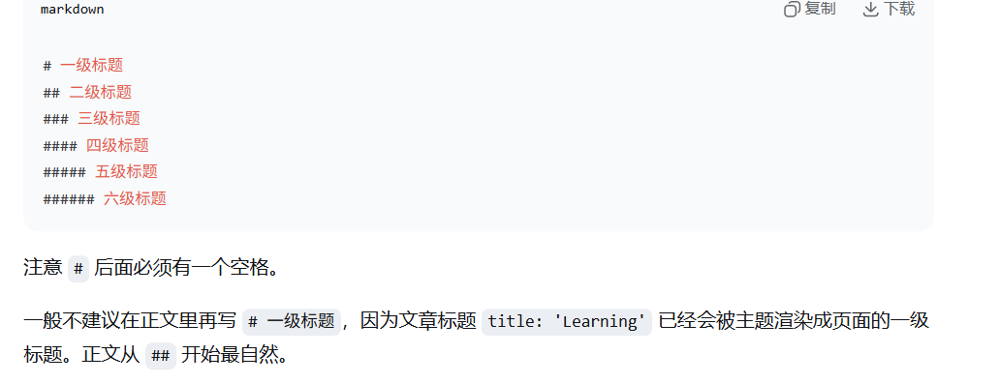 markdown 复制 下载
# 一级标题
## 二级标题
### 三级标题
#### 四级标题
##### 五级标题
###### 六级标题
注意 # 后面必须有一个空格。
一般不建议在正文里再写 # 一级标题，因为文章标题 title: 'Learning' 已经会被主题渲染成页面的一级
标题。正文从 ## 开始最自然。